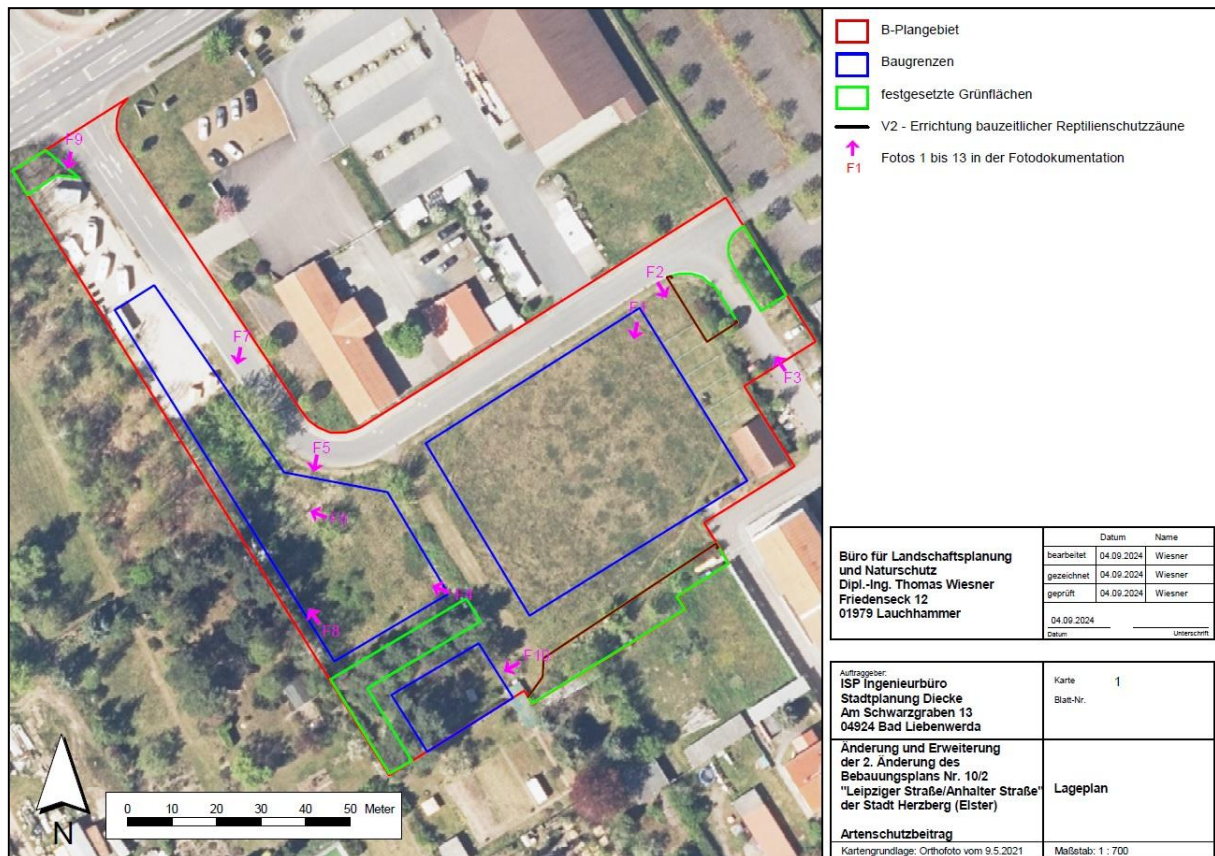 B-Plangebiet
Baugrenzen
festgesetzte Grünflächen
V2 - Errichtung bauzeitlicher Reptilienschutzzäune
Fotos 1 bis 13 in der Fotodokumentation
F1
F9
F2
F1
F7
F3
F5
F8
F10
N
0 10 20 30 40 50 Meter
Büro für Landschaftsplanung
und Naturschutz
Dipl.-Ing. Thomas Wiesner
Friedenseck 12
01979 Lauchhammer
Datum Name
bearbeitet 04.09.2024 Wiesner
gezeichnet 04.09.2024 Wiesner
geprüft 04.09.2024 Wiesner
04.09.2024
Datum Unterschrift
Auftraggeber:
ISP Ingenieurbüro
Stadtplanung Diecke
Am Schwarzgraben 13
04924 Bad Liebenwerda
Karte 1
Blatt-Nr.
Änderung und Erweiterung
der 2. Änderung des
Bebauungsplans Nr. 10/2
"Leipziger Straße/Anhalter Straße"
der Stadt Herzberg (Elster)
Artenschutzbeitrag
Lageplan
Kartengrundlage: Orthofoto vom 9.5.2021
Maßstab: 1 : 700